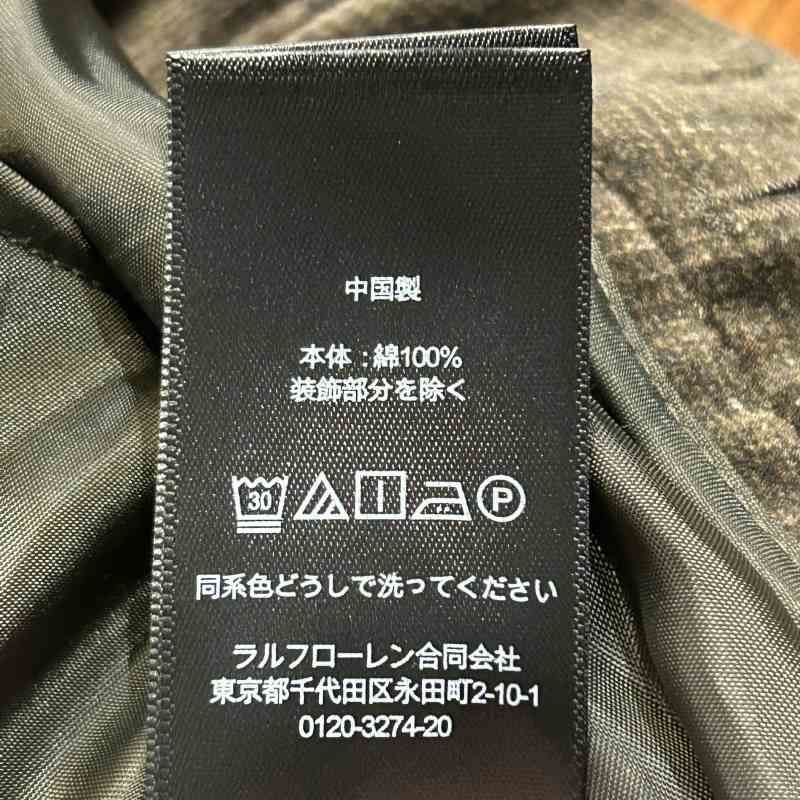 中国製
本体 : 綿100%
装飾部分を除く
30 P
同系色どうしで洗ってください
ラルフローレン合同会社
東京都千代田区永田町2-10-1
0120-3274-20